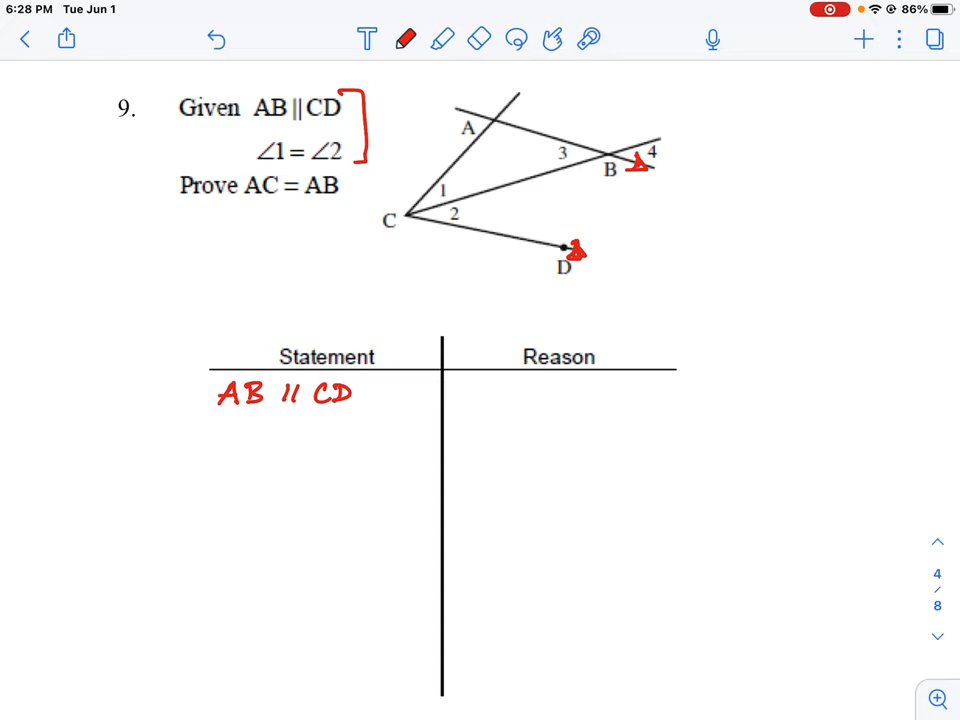 6:28 PM Tue Jun 1
86%
9. Given AB || CD
∠1 = ∠2
Prove AC = AB
A
3
4
B
1
2
C
D
Statement Reason
AB // CD
4
/
8